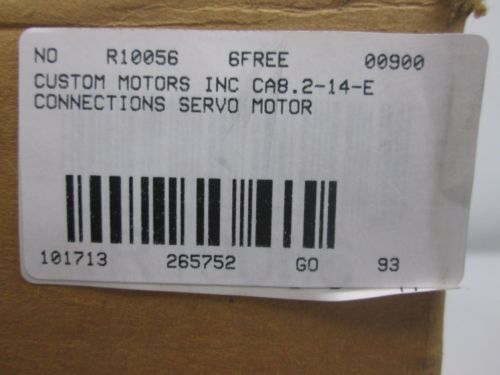 NO R10056 6FREE 00900
CUSTOM MOTORS INC CA8.2-14-E
CONNECTIONS SERVO MOTOR
101713 265752 GO 93